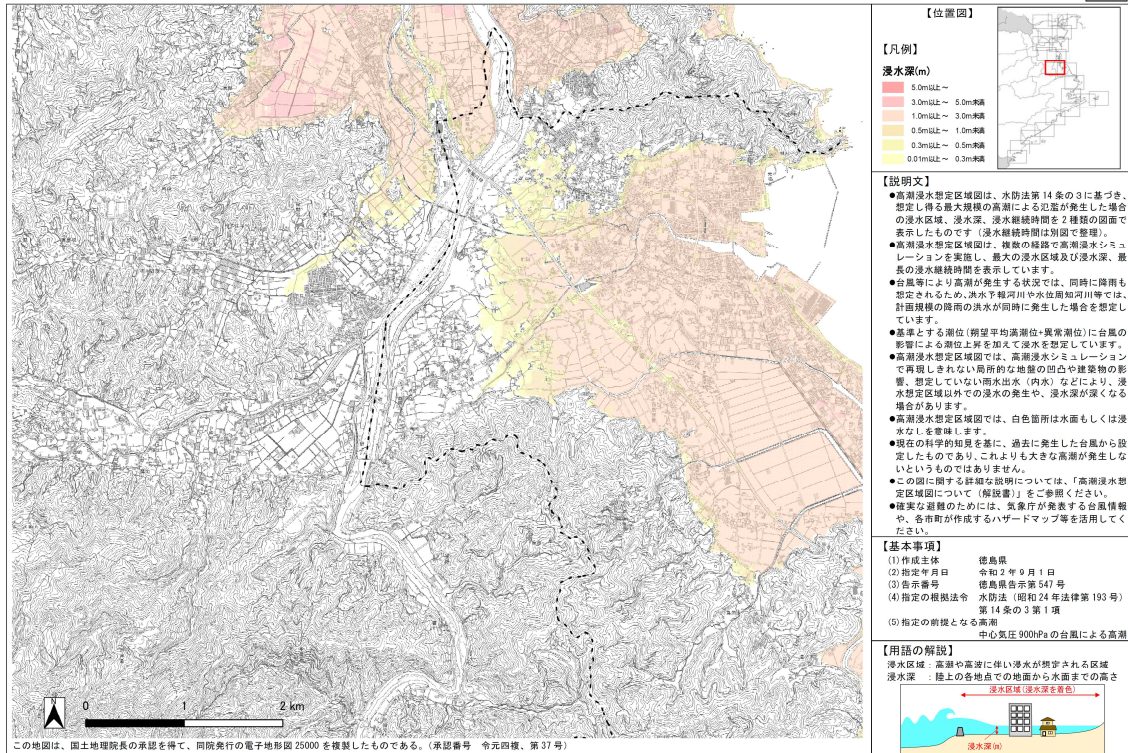 【位置図】
【凡例】
浸水深(m)
5.0m以上～
3.0m以上～ 5.0m未満
1.0m以上～ 3.0m未満
0.5m以上～ 1.0m未満
0.3m以上～ 0.5m未満
0.01m以上～ 0.3m未満
【説明文】
●高潮浸水想定区域図は、水防法第14条の3に基づき、
想定し得る最大規模の高潮による氾濫が発生した場合
の浸水区域、浸水深、浸水継続時間を2種類の図面で
表示したものです（浸水継続時間は別図で整理）。
●高潮浸水想定区域図は、複数の経路で高潮浸水シミュ
レーションを実施し、最大の浸水区域及び浸水深、最
長の浸水継続時間を表示しています。
●台風等により高潮が発生する状況では、同時に降雨も
想定されるため、洪水予報河川や水位周知河川等では、
計画規模の降雨の洪水が同時に発生した場合を想定し
ています。
●基準とする潮位(朔望平均満潮位+異常潮位)に台風の
影響による潮位上昇を加えて浸水を想定しています。
●高潮浸水想定区域図では、高潮浸水シミュレーション
で再現しきれない局所的な地盤の凹凸や建築物の影
響、想定していない雨水出水（内水）などにより、浸
水想定区域以外での浸水の発生や、浸水深が深くなる
場合があります。
●高潮浸水想定区域図では、白色箇所は水面もしくは浸
水なしを意味します。
●現在の科学的知見を基に、過去に発生した台風から設
定したものであり、これよりも大きな高潮が発生しな
いというものではありません。
●この図に関する詳細な説明については、「高潮浸水想
定区域図について（解説書）」をご参照ください。
●確実な避難のためには、気象庁が発表する台風情報
や、各市町が作成するハザードマップ等を活用してく
ださい。
【基本事項】
(1) 作成主体 徳島県
(2) 指定年月日 令和2年9月1日
(3) 告示番号 徳島県告示第547号
(4) 指定の根拠法令 水防法（昭和24年法律第193号）
第14条の3第1項
(5) 指定の前提となる高潮
中心気圧900hPaの台風による高潮
【用語の解説】
浸水区域：高潮や高波に伴い浸水が想定される区域
浸水深 ：陸上の各地点での地面から水面までの高さ
浸水区域(浸水深を着色)
浸水深(m)
N
0 1 2 km
この地図は、国土地理院長の承認を得て、同院発行の電子地形図25000を複製したものである。（承認番号 令元四複、第37号）